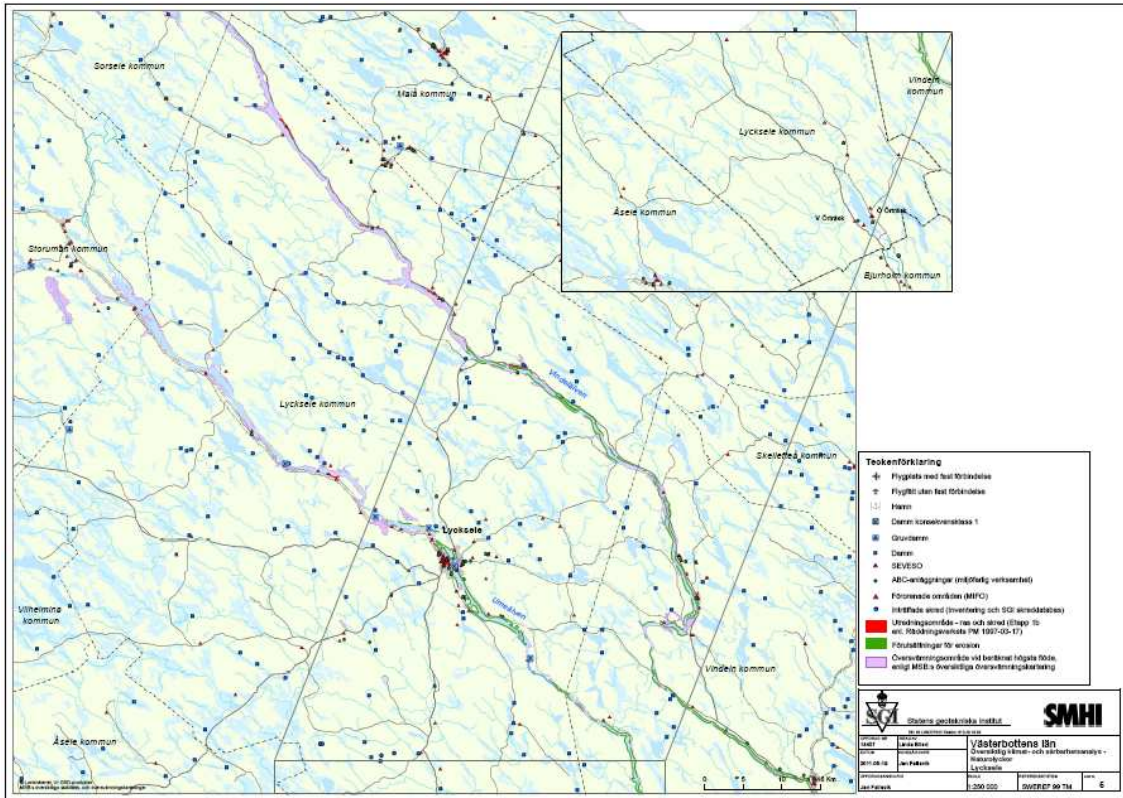 Sorsele kommun
Malå kommun
Storuman kommun
Lycksele kommun
Vindelälven
Skellefteå kommun
Lycksele
Umeälven
Vilhelmina
kommun
Vindeln kommun
Åsele kommun
Vindeln
kommun
Lycksele kommun
Åsele kommun
V Örnäsk
Ö Örnäsk
Bjurholm kommun
0 5 10 15 Km
Teckenförklaring
Flygplats med fast förbindelse
Flygfält utan fast förbindelse
Hamn
Damm konsekvensklass 1
Gruvdamm
Damm
SEVESO
ABC-anläggningar (miljöfarlig verksamhet)
Förorenade områden (MIFO)
Inträffade skred (Inventering och SGI skreddatabas)
Utredningsområde - ras och skred (Etapp 1b
enl. Räddningsverkets PM 1997-03-17)
Förutsättningar för erosion
Översvämningsområde vid beräknat högsta flöde,
enligt MSB:s översiktliga översvämningskartering
SGI Statens geotekniska institut SMHI
Västerbottens län
Översiktlig klimat- och sårbarhetsanalys -
Naturolyckor
Lycksele
1:250 000
SWEREF 99 TM
6